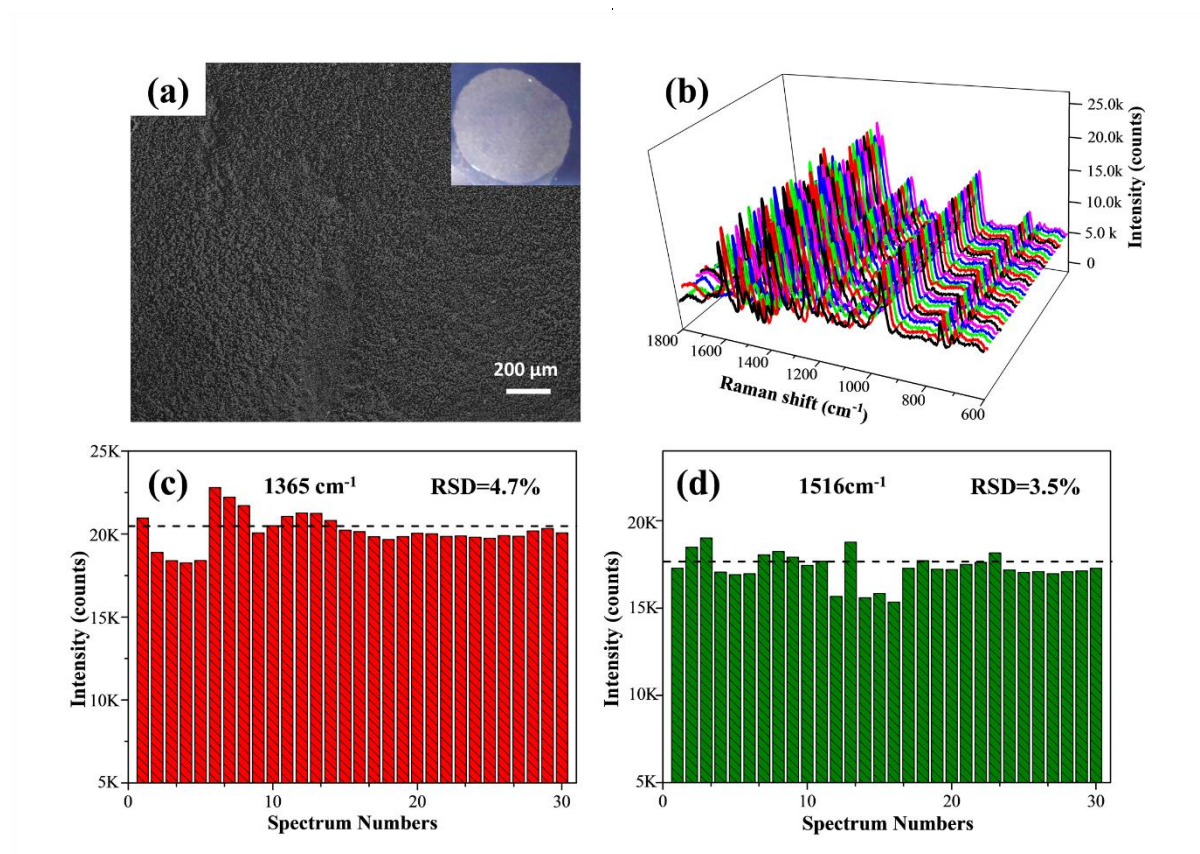 (a)
200 μm
(b)
25.0k
20.0k
15.0k
10.0k
5.0 k
0
Intensity (counts)
1800
1600
1400
1200
1000
800
600
Raman shift (cm⁻¹)
(c)
1365 cm⁻¹
RSD=4.7%
25K
20K
15K
10K
5K
Intensity (counts)
0
10
20
30
Spectrum Numbers
(d)
1516cm⁻¹
RSD=3.5%
20K
15K
10K
5K
Intensity (counts)
0
10
20
30
Spectrum Numbers